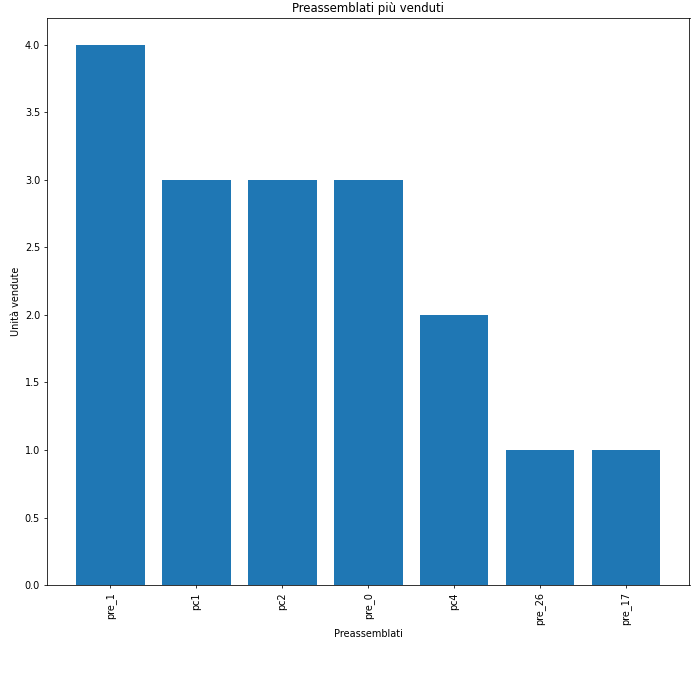 Preassemblati più venduti
4.0
3.5
3.0
2.5
2.0
1.5
1.0
0.5
0.0
Unità vendute
pre_1
pc1
pc2
pre_0
pc4
pre_26
pre_17
Preassemblati